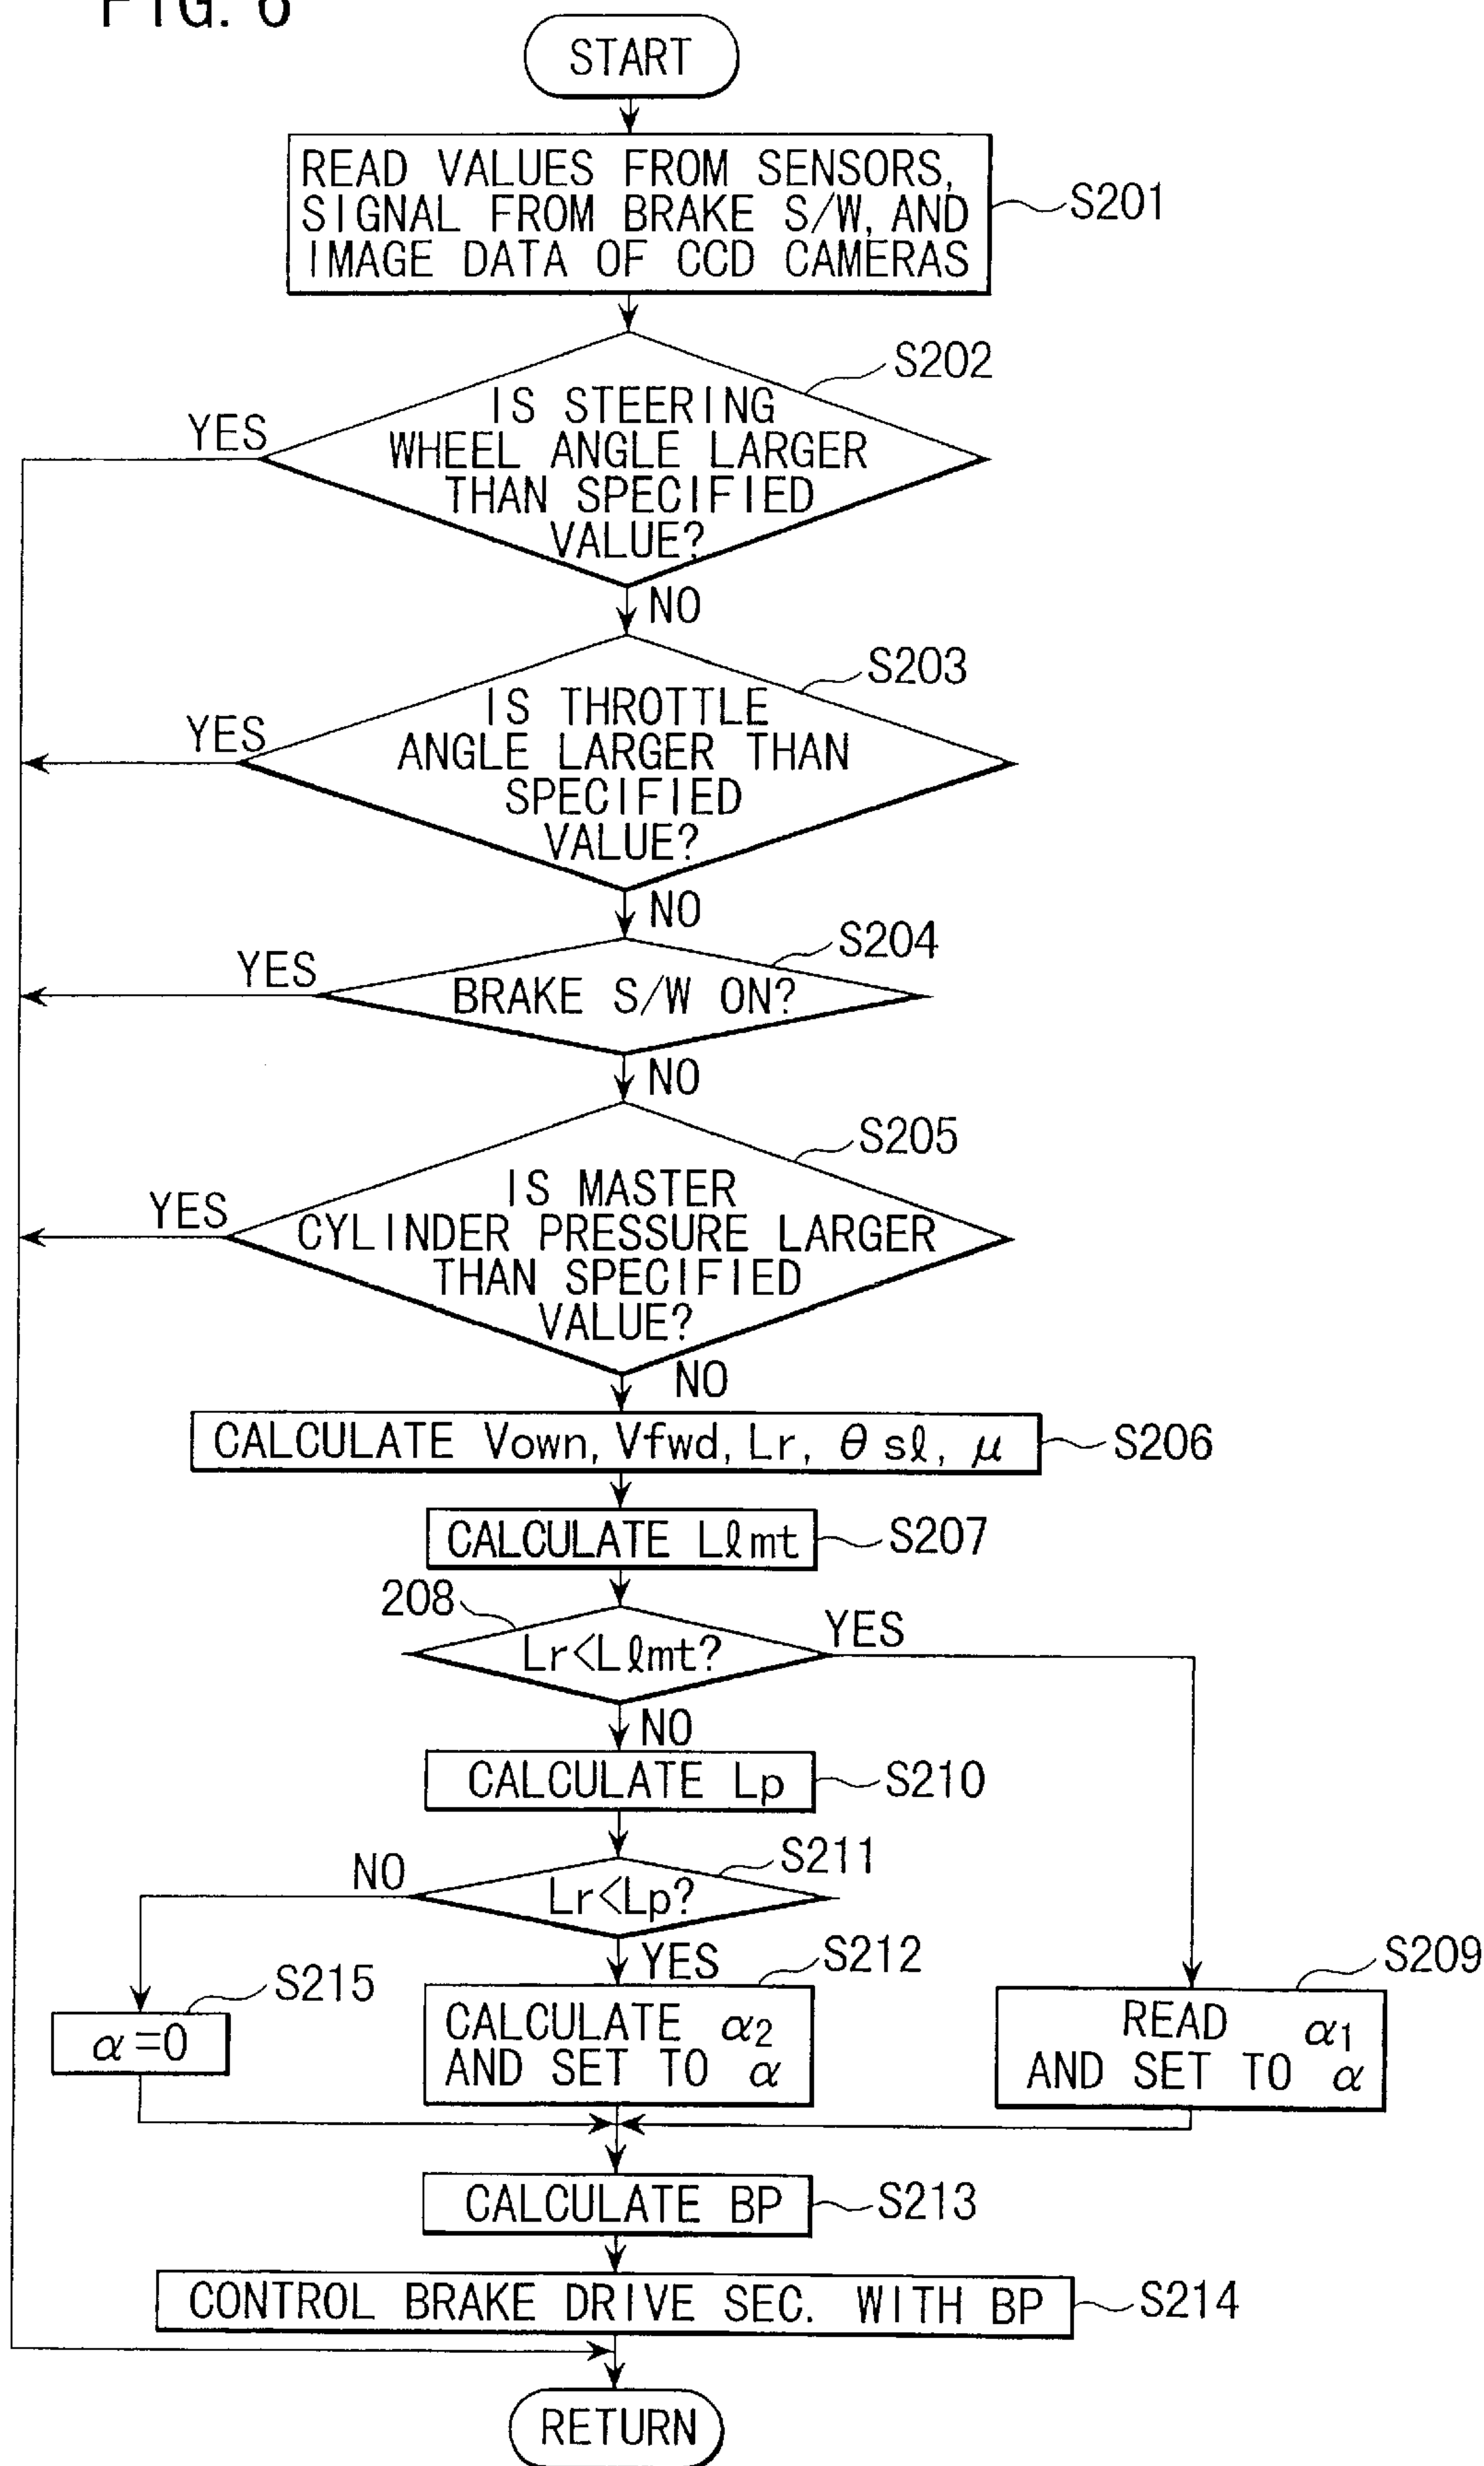 FIG. 6
START
READ VALUES FROM SENSORS,
SIGNAL FROM BRAKE S/W, AND
IMAGE DATA OF CCD CAMERAS
S201
S202
IS STEERING
WHEEL ANGLE LARGER
THAN SPECIFIED
VALUE?
YES
NO
S203
IS THROTTLE
ANGLE LARGER THAN
SPECIFIED
VALUE?
YES
NO
S204
BRAKE S/W ON?
YES
NO
S205
IS MASTER
CYLINDER PRESSURE LARGER
THAN SPECIFIED
VALUE?
YES
NO
CALCULATE Vown, Vfwd, Lr, θsℓ, μ
S206
CALCULATE Lℓmt
S207
208
Lr<Lℓmt?
YES
NO
CALCULATE Lp
S210
S211
Lr<Lp?
NO
YES
S215
α=0
S212
CALCULATE α2
AND SET TO α
S209
READ α1
AND SET TO α
CALCULATE BP
S213
CONTROL BRAKE DRIVE SEC. WITH BP
S214
RETURN